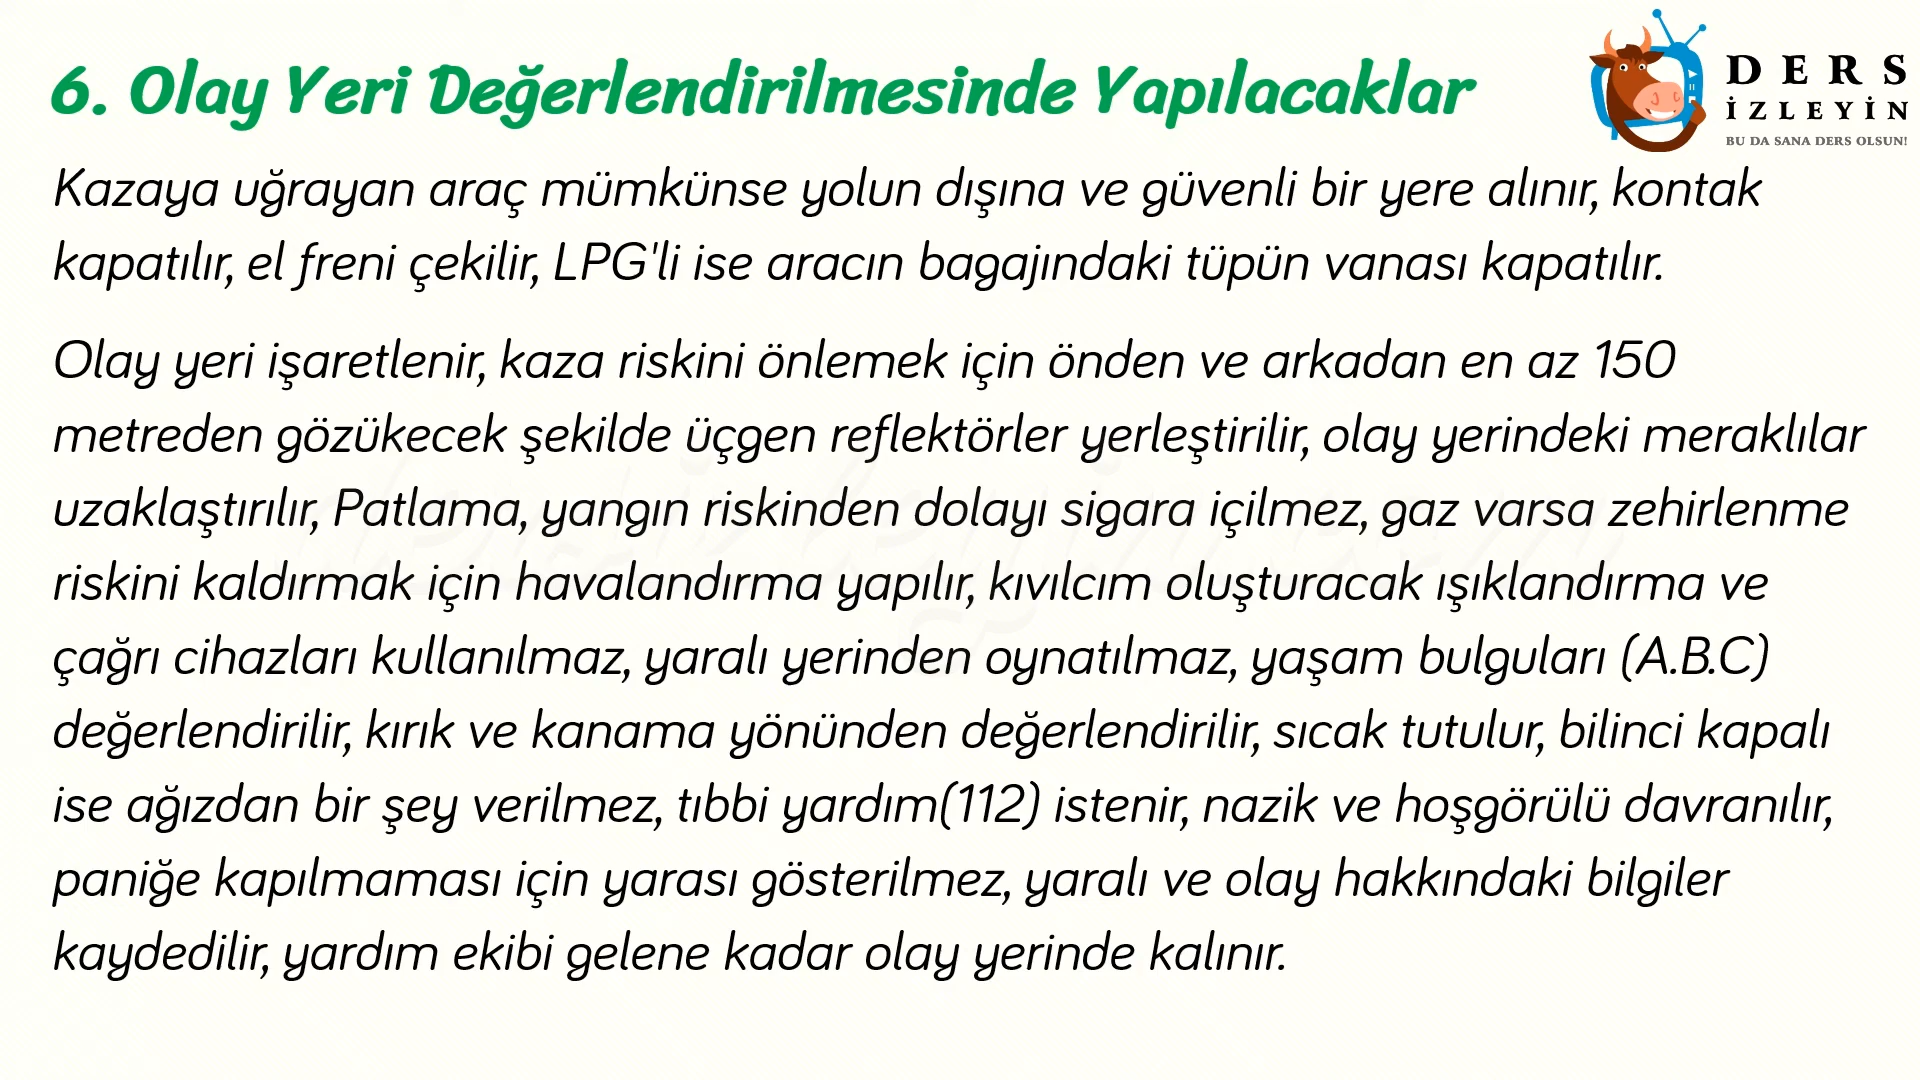 6. Olay Yeri Değerlendirilmesinde Yapılacaklar
DERS
İZLEYİN
BU DA SANA DERS OLSUN!
Kazaya uğrayan araç mümkünse yolun dışına ve güvenli bir yere alınır, kontak
kapatılır, el freni çekilir, LPG'li ise aracın bagajındaki tüpün vanası kapatılır.
Olay yeri işaretlenir, kaza riskini önlemek için önden ve arkadan en az 150
metreden gözükecek şekilde üçgen reflektörler yerleştirilir, olay yerindeki meraklılar
uzaklaştırılır, Patlama, yangın riskinden dolayı sigara içilmez, gaz varsa zehirlenme
riskini kaldırmak için havalandırma yapılır, kıvılcım oluşturacak ışıklandırma ve
çağrı cihazları kullanılmaz, yaralı yerinden oynatılmaz, yaşam bulguları (A.B.C)
değerlendirilir, kırık ve kanama yönünden değerlendirilir, sıcak tutulur, bilinci kapalı
ise ağızdan bir şey verilmez, tıbbi yardım(112) istenir, nazik ve hoşgörülü davranılır,
paniğe kapılmaması için yarası gösterilmez, yaralı ve olay hakkındaki bilgiler
kaydedilir, yardım ekibi gelene kadar olay yerinde kalınır.